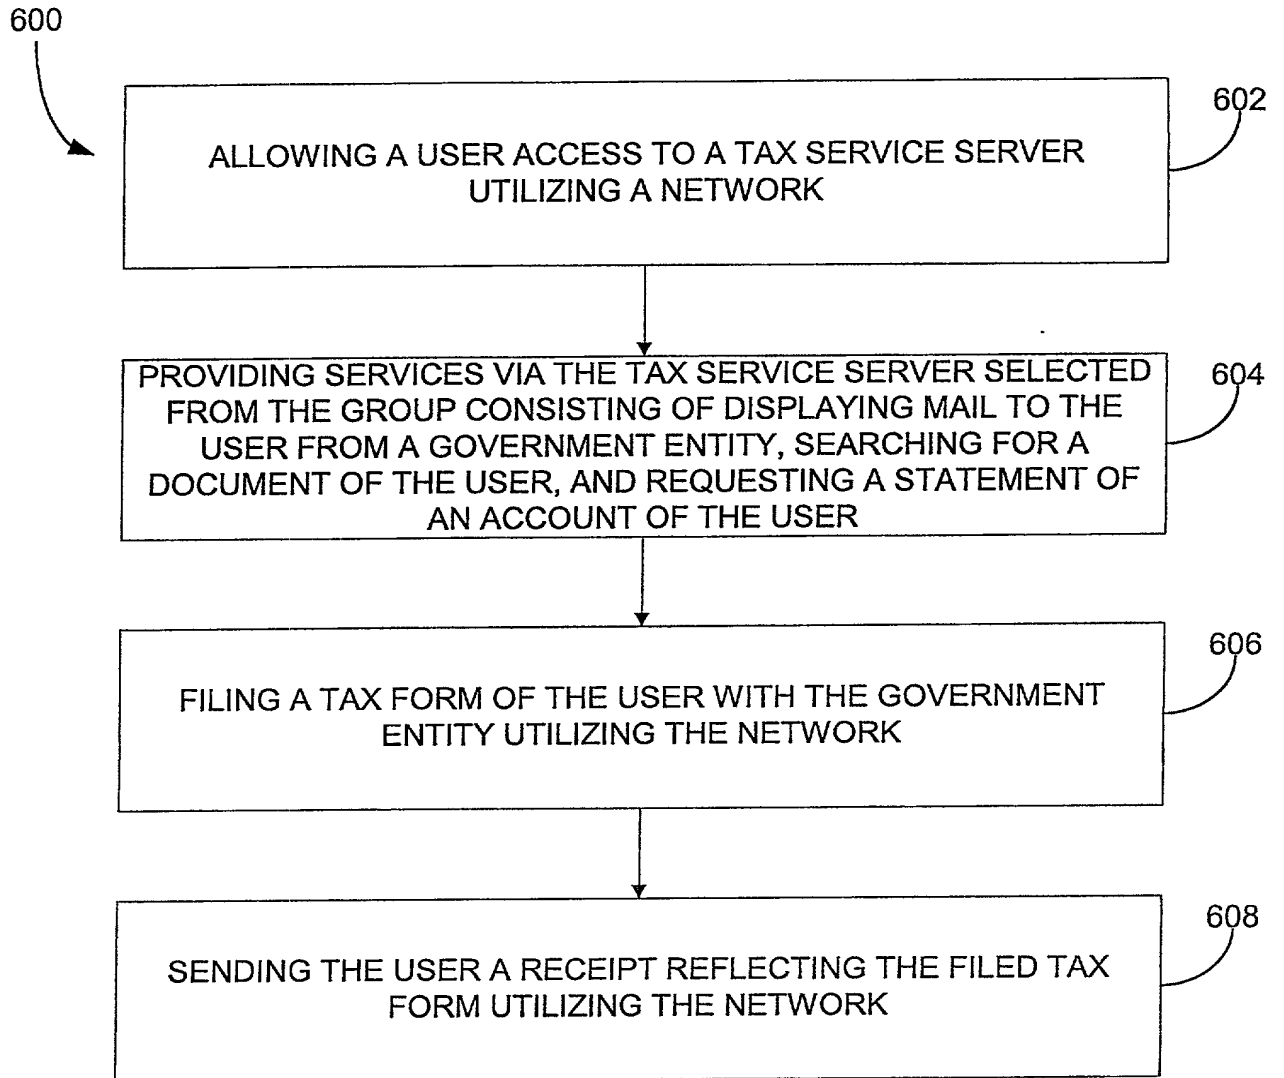 600
602
ALLOWING A USER ACCESS TO A TAX SERVICE SERVER
UTILIZING A NETWORK
604
PROVIDING SERVICES VIA THE TAX SERVICE SERVER SELECTED
FROM THE GROUP CONSISTING OF DISPLAYING MAIL TO THE
USER FROM A GOVERNMENT ENTITY, SEARCHING FOR A
DOCUMENT OF THE USER, AND REQUESTING A STATEMENT OF
AN ACCOUNT OF THE USER
606
FILING A TAX FORM OF THE USER WITH THE GOVERNMENT
ENTITY UTILIZING THE NETWORK
608
SENDING THE USER A RECEIPT REFLECTING THE FILED TAX
FORM UTILIZING THE NETWORK